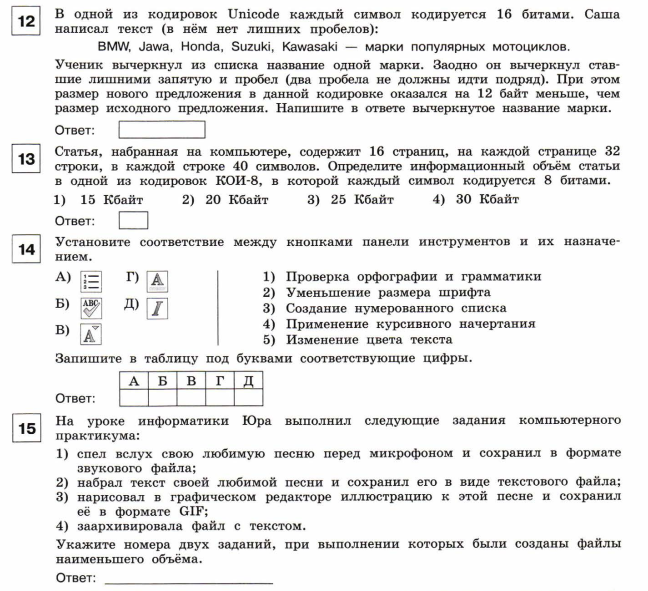 12 В одной из кодировок Unicode каждый символ кодируется 16 битами. Саша
написал текст (в нём нет лишних пробелов):
BMW, Jawa, Honda, Suzuki, Kawasaki — марки популярных мотоциклов.
Ученик вычеркнул из списка название одной марки. Заодно он вычеркнул став-
шие лишними запятую и пробел (два пробела не должны идти подряд). При этом
размер нового предложения в данной кодировке оказался на 12 байт меньше, чем
размер исходного предложения. Напишите в ответе вычеркнутое название марки.
Ответ:
13 Статья, набранная на компьютере, содержит 16 страниц, на каждой странице 32
строки, в каждой строке 40 символов. Определите информационный объём статьи
в одной из кодировок КОИ-8, в которой каждый символ кодируется 8 битами.
1) 15 Кбайт 2) 20 Кбайт 3) 25 Кбайт 4) 30 Кбайт
Ответ:
14 Установите соответствие между кнопками панели инструментов и их назначе-
нием.
А) Г) A 1) Проверка орфографии и грамматики
2) Уменьшение размера шрифта
Б) ABC Д) I 3) Создание нумерованного списка
4) Применение курсивного начертания
В) A 5) Изменение цвета текста
Запишите в таблицу под буквами соответствующие цифры.
А Б В Г Д
Ответ:
15 На уроке информатики Юра выполнил следующие задания компьютерного
практикума:
1) спел вслух свою любимую песню перед микрофоном и сохранил в формате
звукового файла;
2) набрал текст своей любимой песни и сохранил его в виде текстового файла;
3) нарисовал в графическом редакторе иллюстрацию к этой песне и сохранил
её в формате GIF;
4) заархивировала файл с текстом.
Укажите номера двух заданий, при выполнении которых были созданы файлы
наименьшего объёма.
Ответ: